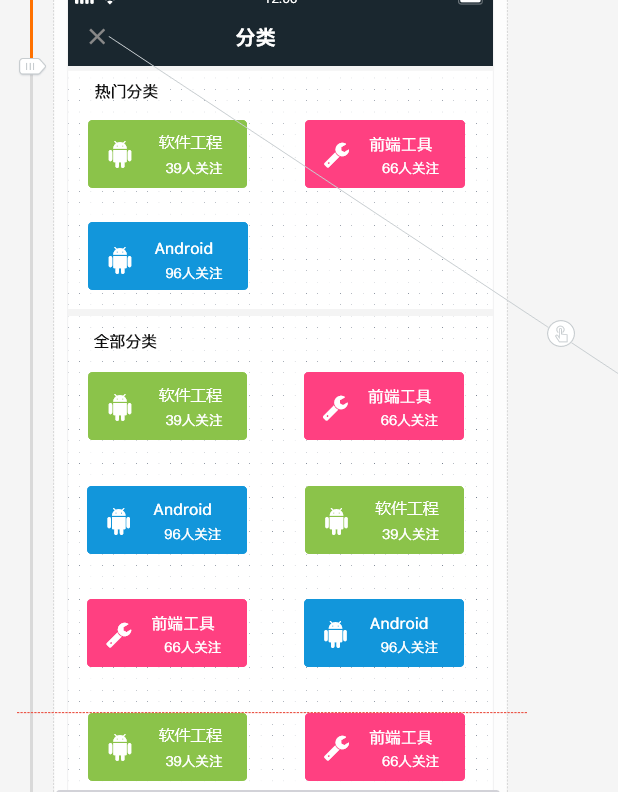 分类
热门分类
软件工程
39人关注
前端工具
66人关注
Android
96人关注
全部分类
软件工程
39人关注
前端工具
66人关注
Android
96人关注
软件工程
39人关注
前端工具
66人关注
Android
96人关注
软件工程
39人关注
前端工具
66人关注